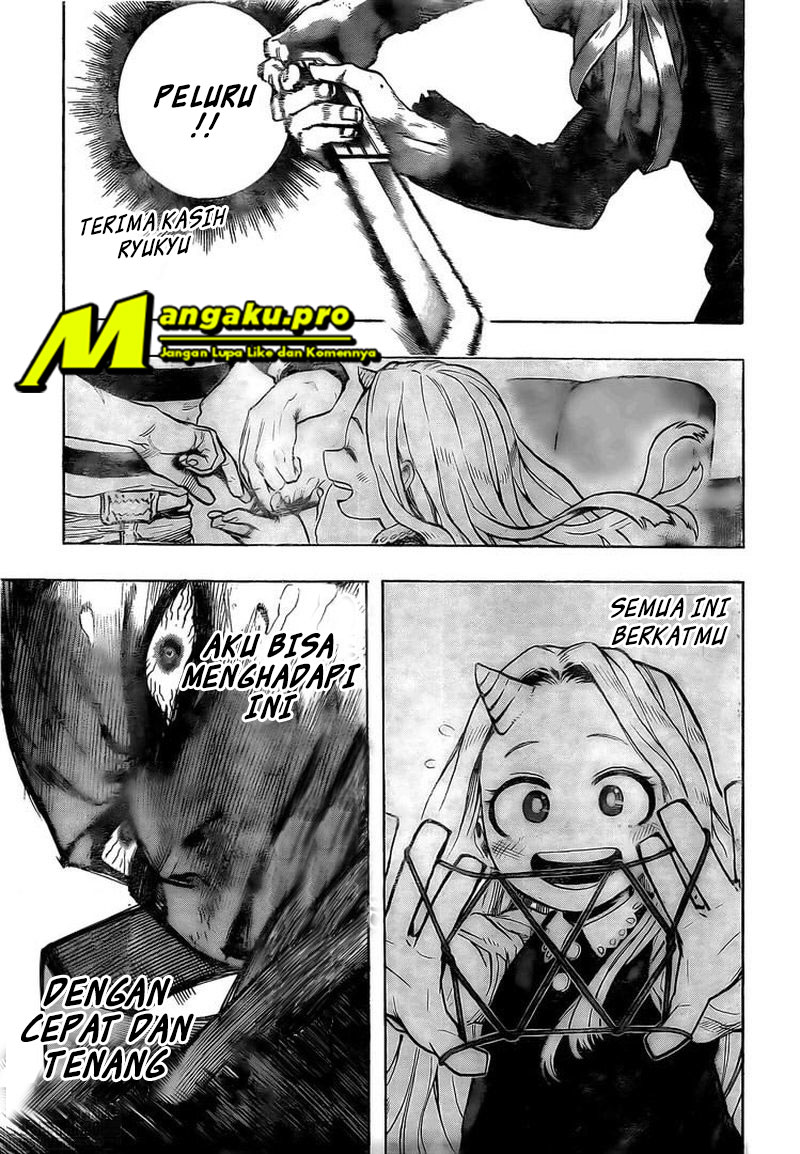 PELURU
!!
TERIMA KASIH
RYUKYU
Mangaku.pro
Jangan Lupa Like dan Komennya
SEMUA INI
BERKATMU
AKU BISA
MENGHADAPI
INI
DENGAN
CEPAT DAN
TENANG